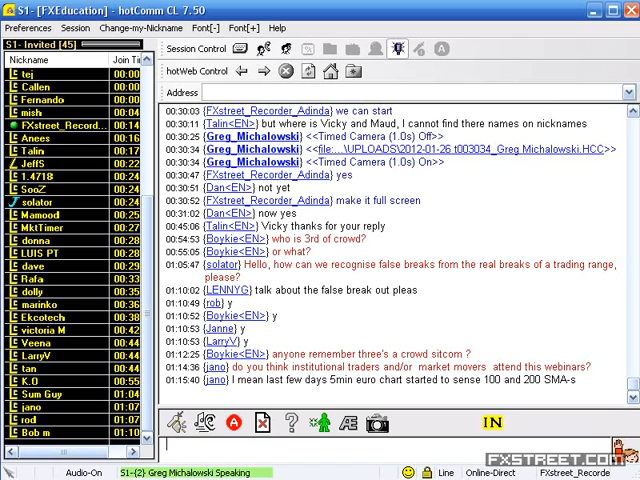 S1- [FXEducation] - hotComm CL 7.50
Preferences Session Change-my-Nickname Font[-] Font[+] Help
S1- Invited [45]
Session Control
Nickname Join Tir
hotWeb Control
Address
tej 00:00
Callen 00:00
Fernando 00:00
mish 00:04
FXstreet_Record... 00:14
Anees 00:16
Talin 00:17
JeffS 00:22
1.4718 00:24
SooZ 00:24
solator 00:24
Mamood 00:25
MktTimer 00:27
donna 00:28
LUIS PT 00:28
dave 00:29
Rafa 00:33
dolly 00:35
marinko 00:36
Ekcotech 00:38
victoria M 00:42
Veena 00:44
LarryV 00:44
tan 00:44
K.O 00:55
Sum Guy 01:04
jano 01:07
rod 01:07
Bob m 01:10
00:30:03 {FXstreet_Recorder_Adinda} we can start
00:30:11 {Talin<EN>} but where is Vicky and Maud, I cannot find there names on nicknames
00:30:25 {Greg_Michalowski} <<Timed Camera (1.0s) Off>>
00:30:34 {Greg_Michalowski} <<file:...\UPLOADS\2012-01-26 t003034_Greg Michalowski.HCC>>
00:30:34 {Greg_Michalowski} <<Timed Camera (1.0s) On>>
00:30:47 {FXstreet_Recorder_Adinda} yes
00:30:51 {Dan<EN>} not yet
00:30:52 {FXstreet_Recorder_Adinda} make it full screen
00:31:02 {Dan<EN>} now yes
00:45:06 {Talin<EN>} Vicky thanks for your reply
00:54:53 {Boykie<EN>} who is 3rd of crowd?
00:55:05 {Boykie<EN>} or what?
01:05:47 {solator} Hello, how can we recognise false breaks from the real breaks of a trading range,
please?
01:10:02 {LENNYG} talk about the false break out pleas
01:10:49 {rob} y
01:10:52 {Boykie<EN>} y
01:10:53 {Janne} y
01:10:53 {LarryV} y
01:12:25 {Boykie<EN>} anyone remember three's a crowd sitcom ?
01:14:36 {jano} do you think institutional traders and/or market movers attend this webinars?
01:15:40 {jano} I mean last few days 5min euro chart started to sense 100 and 200 SMA-s
IN
FXSTREET.COM
Audio-On S1-{2} Greg Michalowski Speaking Line Online-Direct FXstreet_Recorde